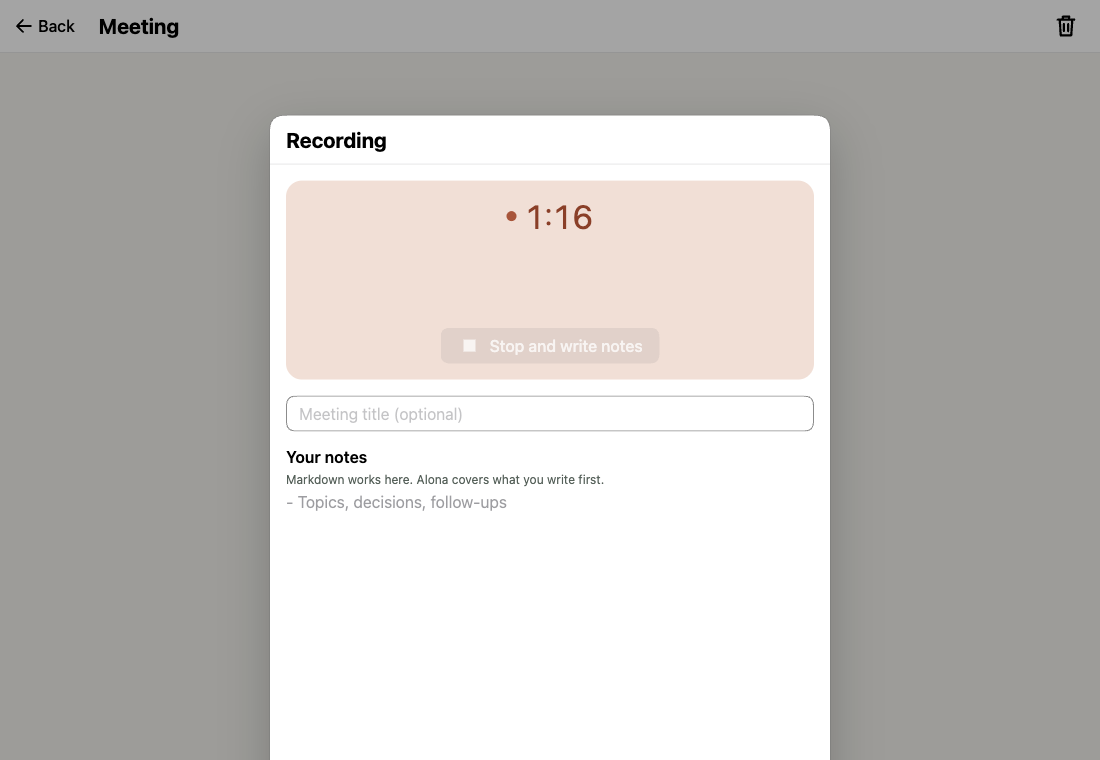 Back Meeting
Recording
1:16
Stop and write notes
Meeting title (optional)
Your notes
Markdown works here. Alona covers what you write first.
- Topics, decisions, follow-ups